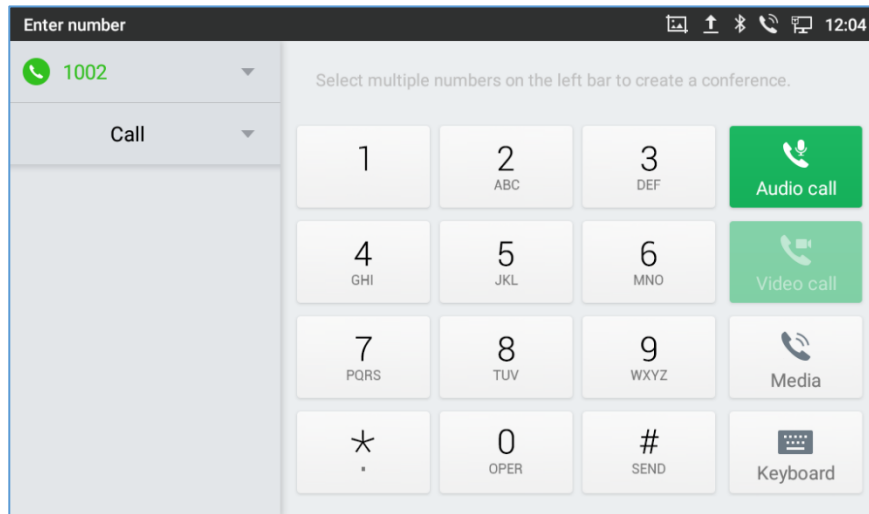 Enter number
12:04
1002
Call
Select multiple numbers on the left bar to create a conference.
1
2
ABC
3
DEF
Audio call
4
GHI
5
JKL
6
MNO
Video call
7
PQRS
8
TUV
9
WXYZ
Media
*
.
0
OPER
#
SEND
Keyboard